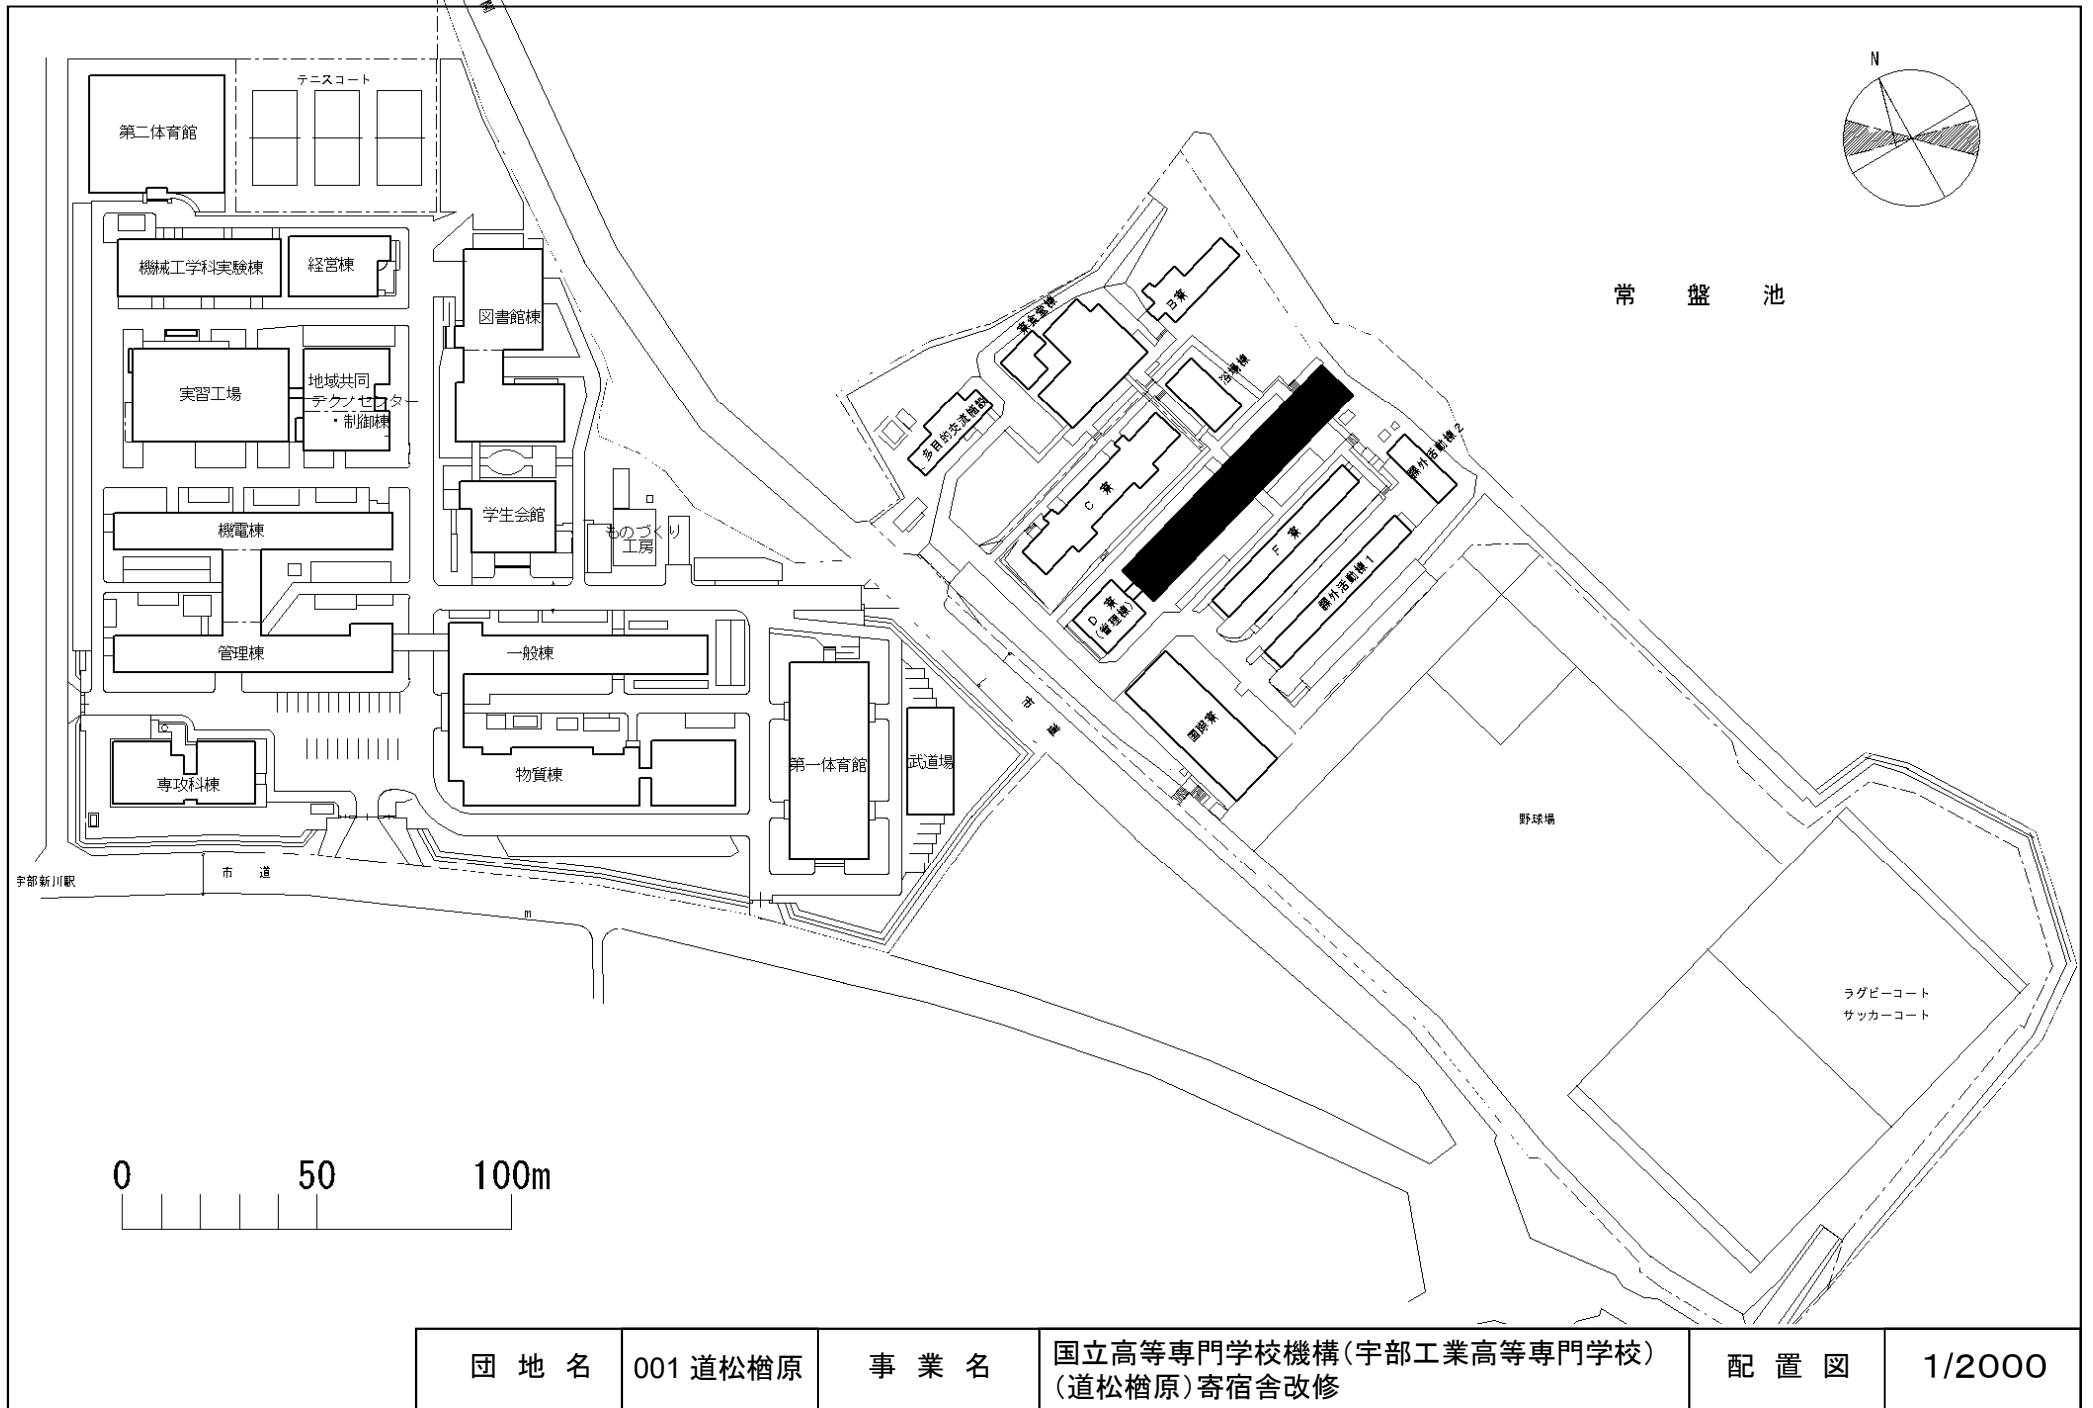 テニスコート
N
第二体育館
機械工学科実験棟
経営棟
図書館棟
寮食堂棟
B寮
常盤池
浴場棟
実習工場
地域共同
テクノセンター
・制御棟
多目的交流施設
C寮
課外活動棟2
学生会館
機電棟
ものづくり
工房
F寮
課外活動棟1
D寮
(管理棟)
管理棟
一般棟
市道
国際寮
専攻科棟
物質棟
第一体育館
武道場
野球場
宇部新川駅
市道
m
ラグビーコート
サッカーコート
0 50 100m
団地名 001 道松楢原 事業名 国立高等専門学校機構(宇部工業高等専門学校)
(道松楢原)寄宿舎改修 配置図 1/2000